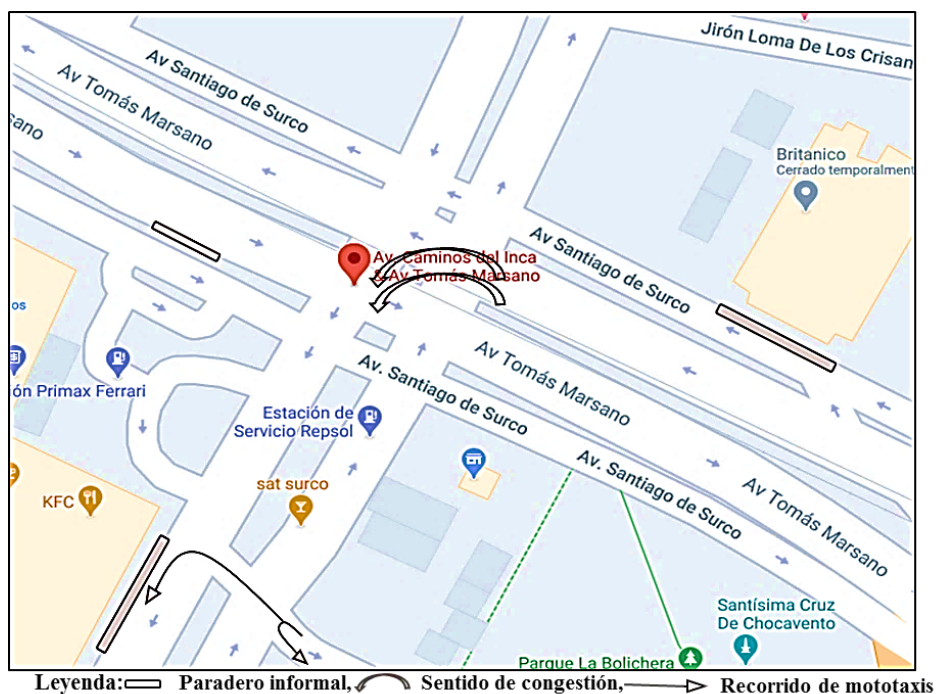 Jirón Loma De Los Crisan
Av Santiago de Surco
Av Tomás Marsano
sano
Britanico
Cerrado temporalment
Av Santiago de Surco
Av. Caminos del Inca
& Av Tomás Marsano
os
ón Primax Ferrari
Av Tomás Marsano
Av. Santiago de Surco
Estación de
Servicio Repsol
Av. Santiago de Surco
Av Tomás Marsano
sat surco
KFC
Santísima Cruz
De Chocavento
Parque La Bolichera
Leyenda: Paradero informal, Sentido de congestión, Recorrido de mototaxis